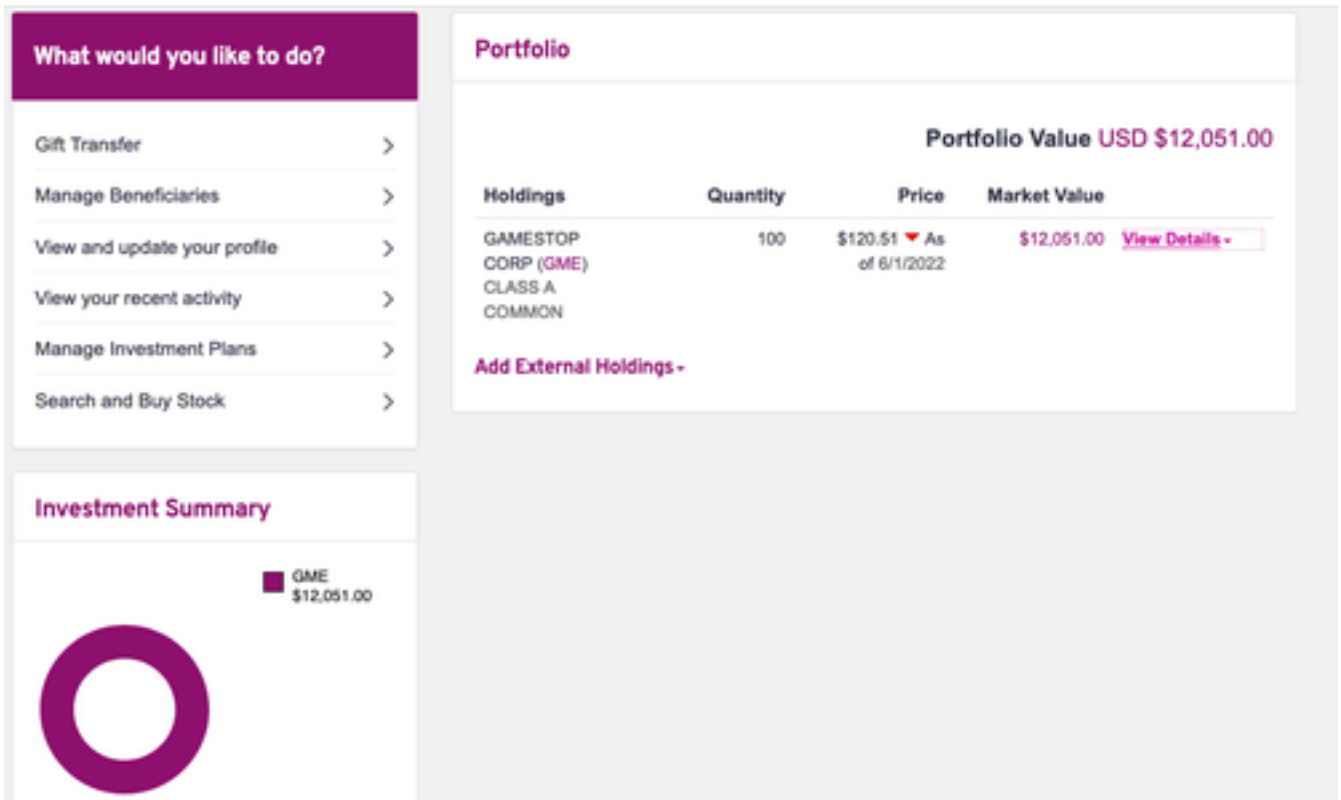 What would you like to do?
Gift Transfer
Manage Beneficiaries
View and update your profile
View your recent activity
Manage Investment Plans
Search and Buy Stock
Investment Summary
GME
$12,051.00
Portfolio
Portfolio Value USD $12,051.00
Holdings Quantity Price Market Value
GAMESTOP 100 $120.51 ▼ As $12,051.00 View Details
CORP (GME) of 6/1/2022
CLASS A
COMMON
Add External Holdings